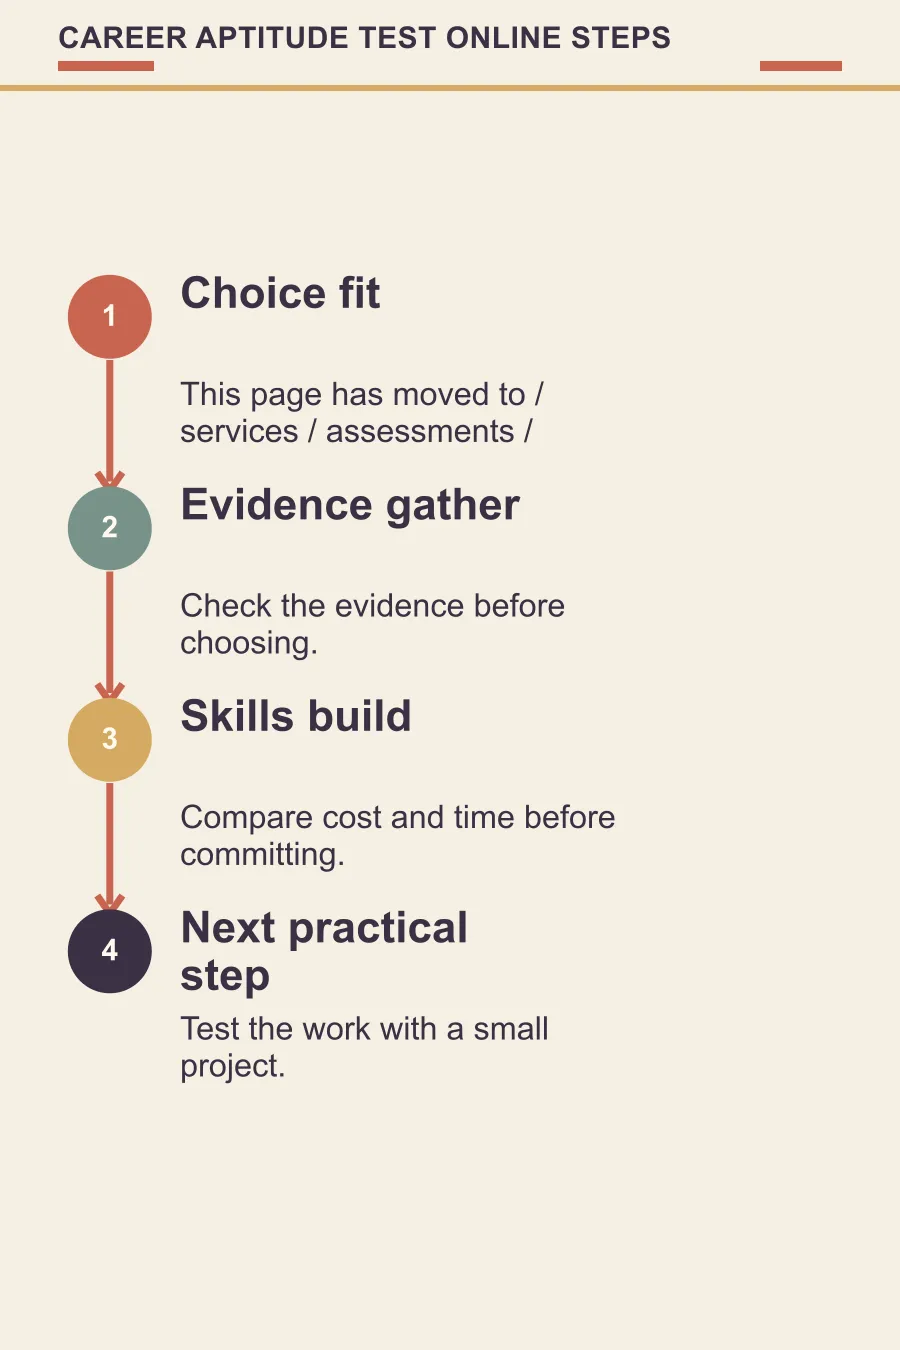 CAREER APTITUDE TEST ONLINE STEPS
1
Choice fit
This page has moved to /
services / assessments /
2
Evidence gather
Check the evidence before
choosing.
3
Skills build
Compare cost and time before
committing.
4
Next practical
step
Test the work with a small
project.